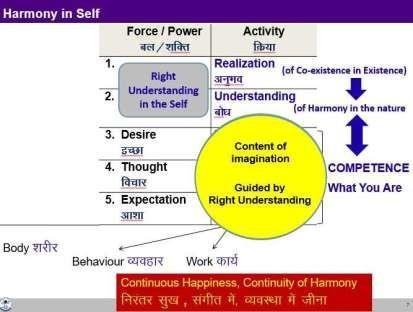 Harmony in Self
Force / Power
Activity
बल / शक्ति
क्रिया
1.
Realization
(of Co-existence in Existence)
अनुभव
Right
Understanding
in the Self
2.
Understanding
(of Harmony in the nature
बोध
3. Desire
इच्छा
4. Thought
विचार
5. Expectation
आशा
Content of
imagination
Guided by
Right Understanding
COMPETENCE
What You Are
Body शरीर
Behaviour व्यवहार
Work कार्य
Continuous Happiness, Continuity of Harmony
निरंतर सुख , संगीत में, व्यवस्था में जीना